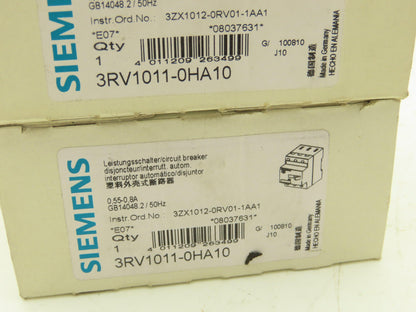 SIEMENS
GB14048.2 / 50Hz
Instr.Ord.No.: 3ZX1012-0RV01-1AA1
"E07" *08037631*
Qty
1
4 011209 263499
G/ 100810
J10
德国制造
Made in Germany
HECHO EN ALEMANIA
3RV1011-0HA10
SIEMENS
Leistungsschalter/circuit breaker
disjoncteur/interrutt. autom.
interruptor automático/disjuntor
塑料外壳式断路器
0,55-0,8A
GB14048.2 / 50Hz
Instr.Ord.No.: 3ZX1012-0RV01-1AA1
"E07" *08037631*
Qty
1
4 011209 263499
G/ 100810
J10
德国制造
Made in Germany
HECHO EN ALEMANIA
3RV1011-0HA10